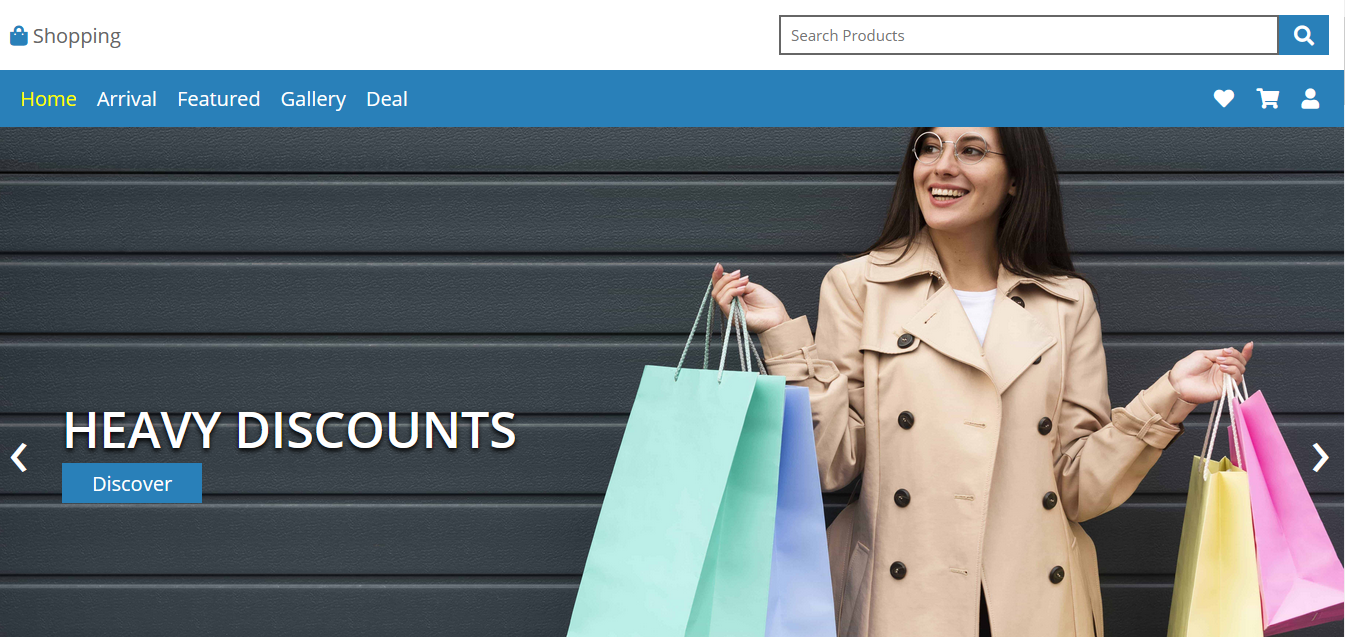 Shopping
Search Products
Home Arrival Featured Gallery Deal
HEAVY DISCOUNTS
Discover